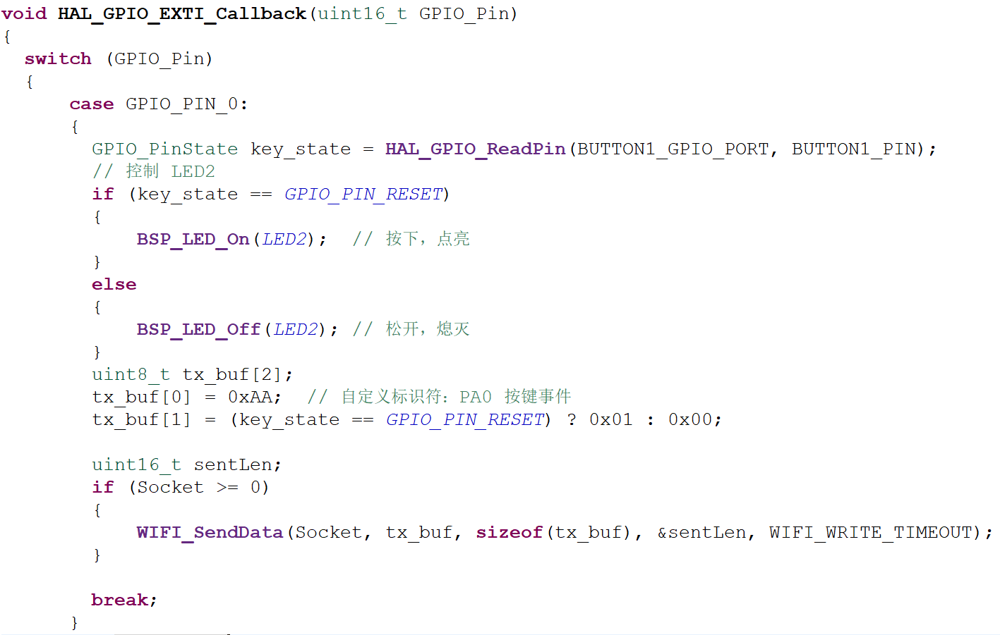 void HAL_GPIO_EXTI_Callback(uint16_t GPIO_Pin)
{
  switch (GPIO_Pin)
  {
      case GPIO_PIN_0:
      {
        GPIO_PinState key_state = HAL_GPIO_ReadPin(BUTTON1_GPIO_PORT, BUTTON1_PIN);
        // 控制 LED2
        if (key_state == GPIO_PIN_RESET)
        {
            BSP_LED_On(LED2);  // 按下，点亮
        }
        else
        {
            BSP_LED_Off(LED2); // 松开，熄灭
        }
        uint8_t tx_buf[2];
        tx_buf[0] = 0xAA;  // 自定义标识符：PA0 按键事件
        tx_buf[1] = (key_state == GPIO_PIN_RESET) ? 0x01 : 0x00;

        uint16_t sentLen;
        if (Socket >= 0)
        {
            WIFI_SendData(Socket, tx_buf, sizeof(tx_buf), &sentLen, WIFI_WRITE_TIMEOUT);
        }

        break;
      }